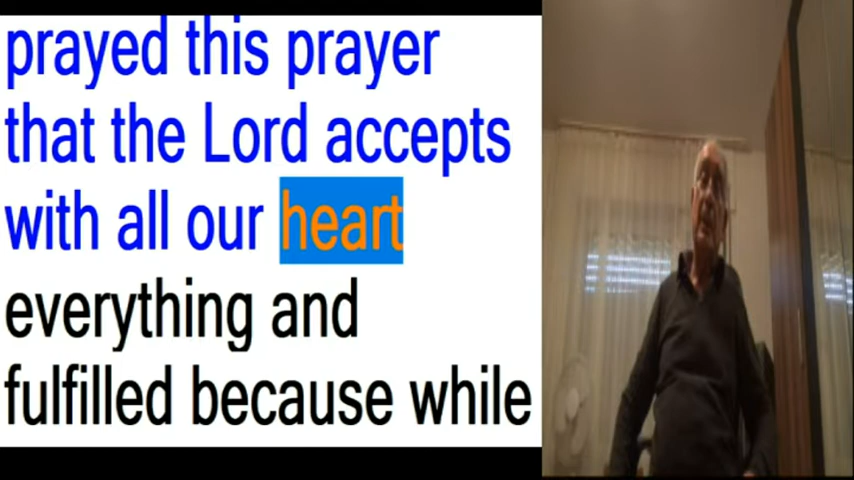 prayed this prayer
that the Lord accepts
with all our heart
everything and
fulfilled because while